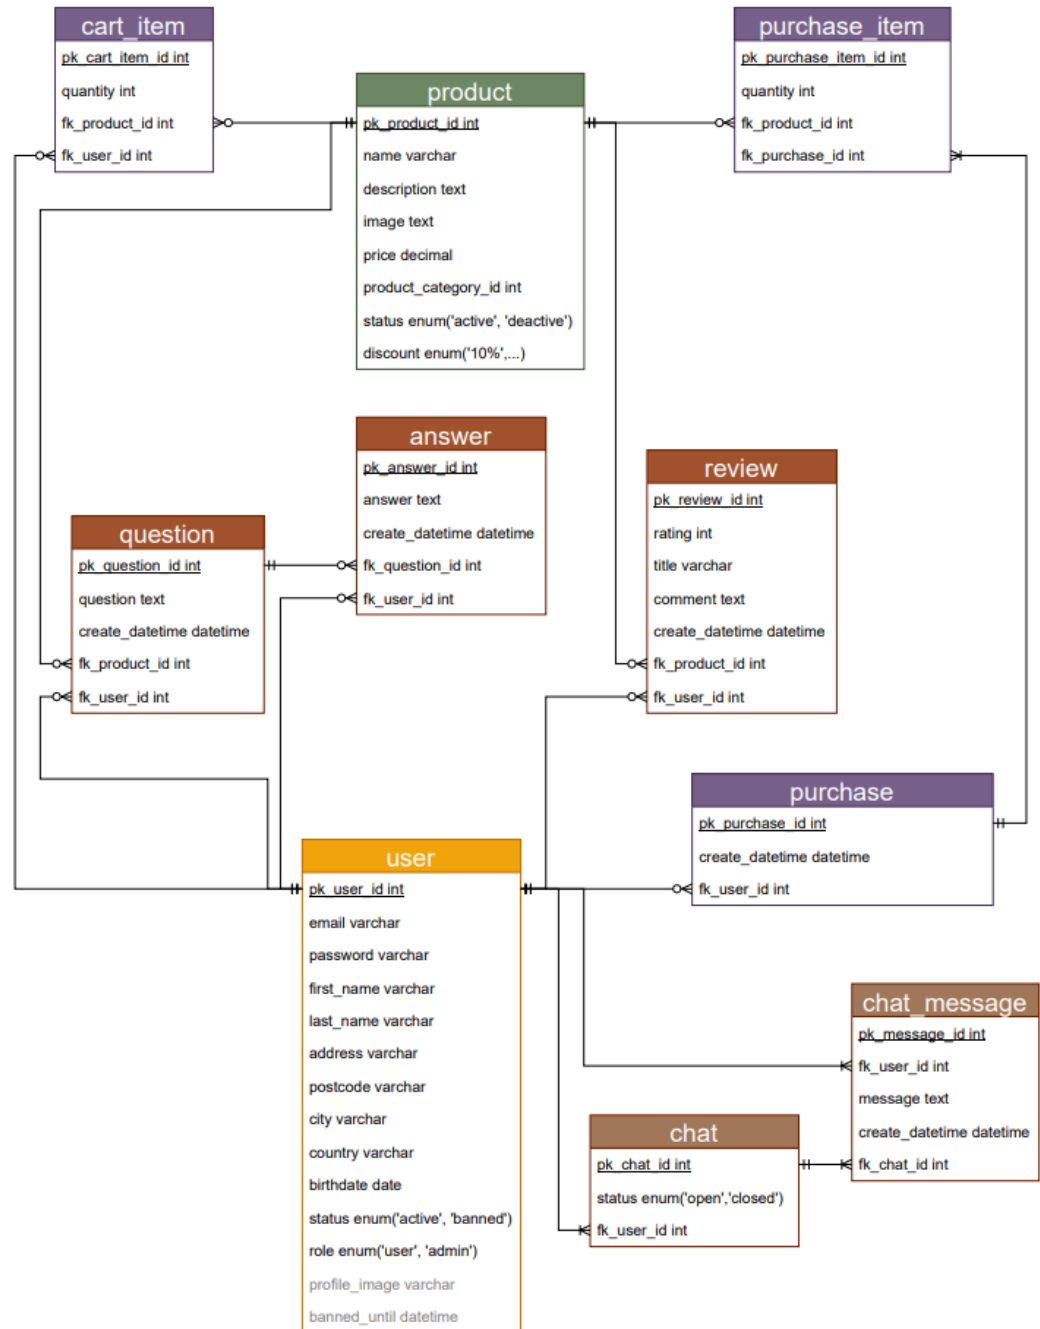 cart_item
pk_cart_item_id int
quantity int
fk_product_id int
fk_user_id int
product
pk_product_id int
name varchar
description text
image text
price decimal
product_category_id int
status enum('active', 'deactive')
discount enum('10%',...)
purchase_item
pk_purchase_item_id int
quantity int
fk_product_id int
fk_purchase_id int
answer
pk_answer_id int
answer text
create_datetime datetime
fk_question_id int
fk_user_id int
review
pk_review_id int
rating int
title varchar
comment text
create_datetime datetime
fk_product_id int
fk_user_id int
question
pk_question_id int
question text
create_datetime datetime
fk_product_id int
fk_user_id int
purchase
pk_purchase_id int
create_datetime datetime
fk_user_id int
user
pk_user_id int
email varchar
password varchar
first_name varchar
last_name varchar
address varchar
postcode varchar
city varchar
country varchar
birthdate date
status enum('active', 'banned')
role enum('user', 'admin')
profile_image varchar
banned_until datetime
chat_message
pk_message_id int
fk_user_id int
message text
create_datetime datetime
fk_chat_id int
chat
pk_chat_id int
status enum('open','closed')
fk_user_id int